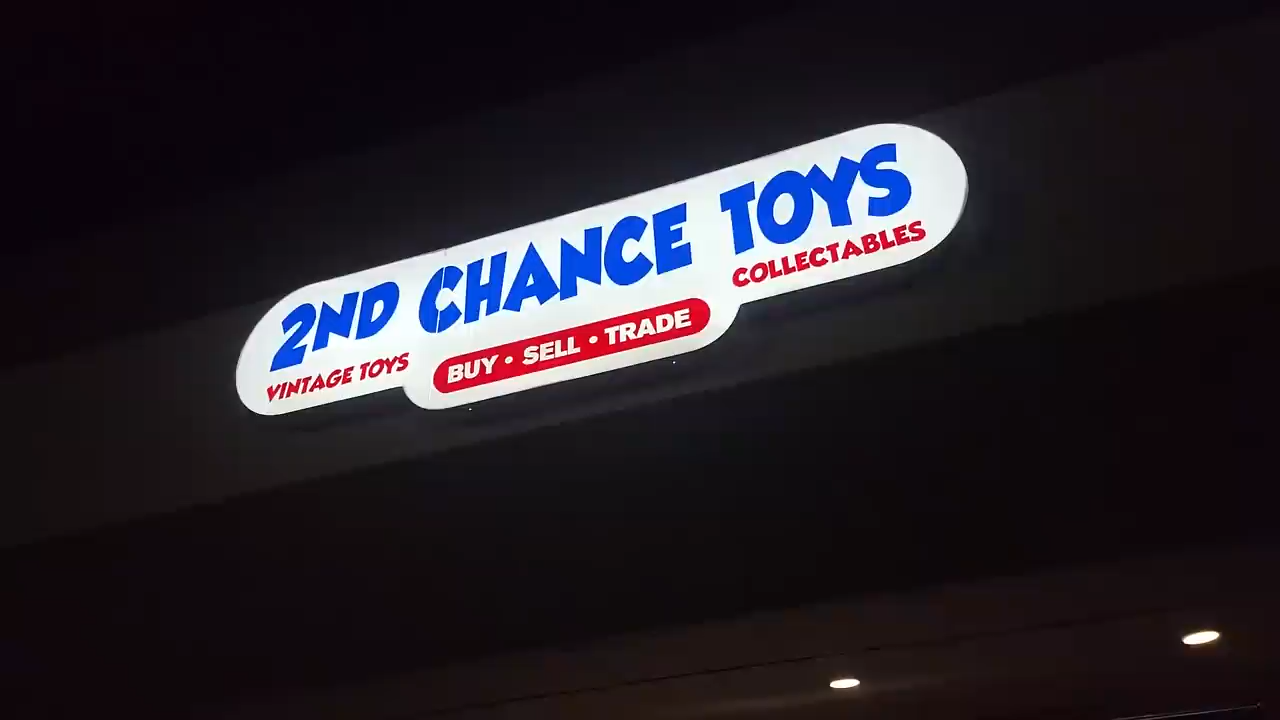 2ND CHANCE TOYS
VINTAGE TOYS
BUY • SELL • TRADE
COLLECTABLES